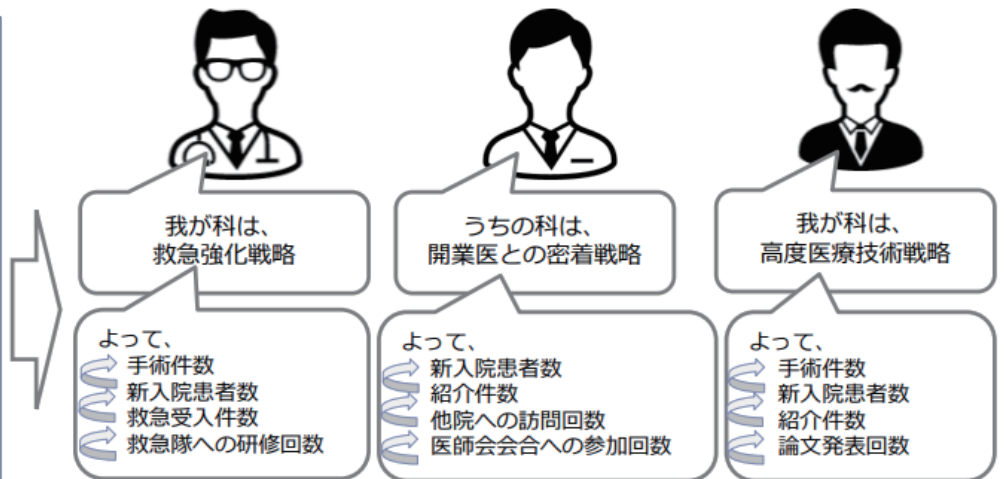 我が科は、
救急強化戦略
よって、
手術件数
新入院患者数
救急受入件数
救急隊への研修回数
うちの科は、
開業医との密着戦略
よって、
新入院患者数
紹介件数
他院への訪問回数
医師会会合への参加回数
我が科は、
高度医療技術戦略
よって、
手術件数
新入院患者数
紹介件数
論文発表回数